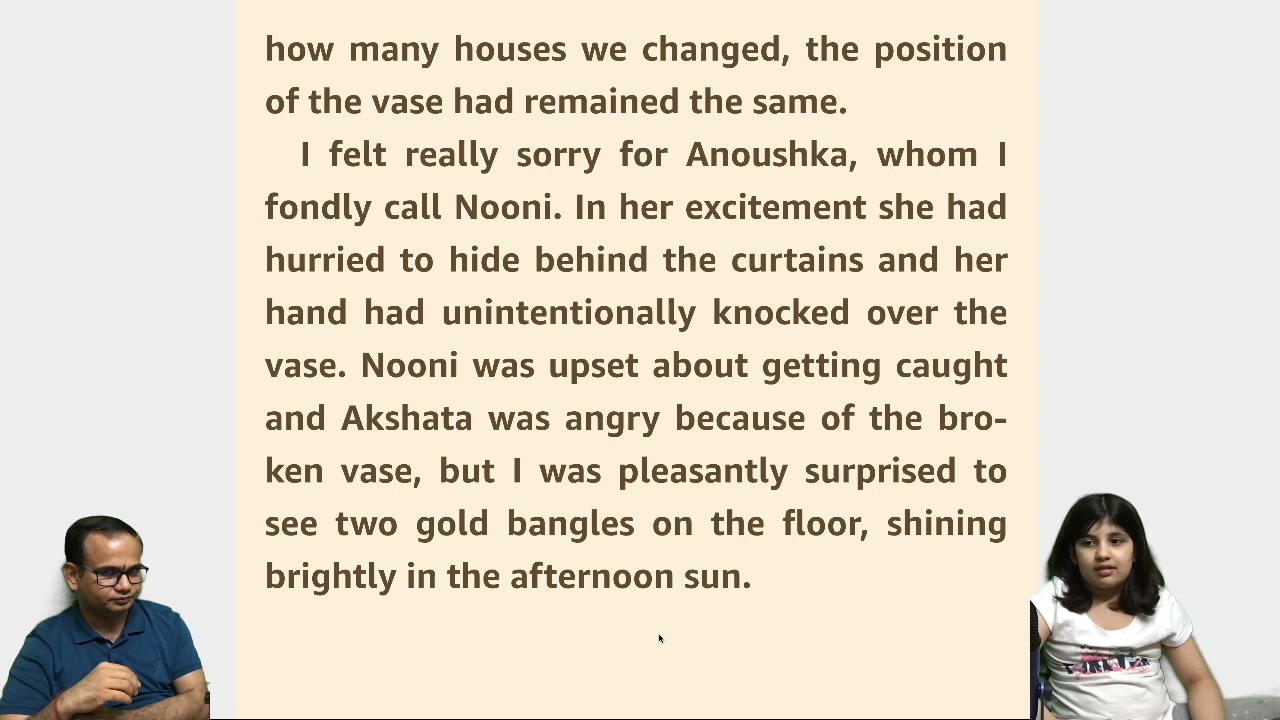 how many houses we changed, the position
of the vase had remained the same.
I felt really sorry for Anoushka, whom I
fondly call Nooni. In her excitement she had
hurried to hide behind the curtains and her
hand had unintentionally knocked over the
vase. Nooni was upset about getting caught
and Akshata was angry because of the bro-
ken vase, but I was pleasantly surprised to
see two gold bangles on the floor, shining
brightly in the afternoon sun.